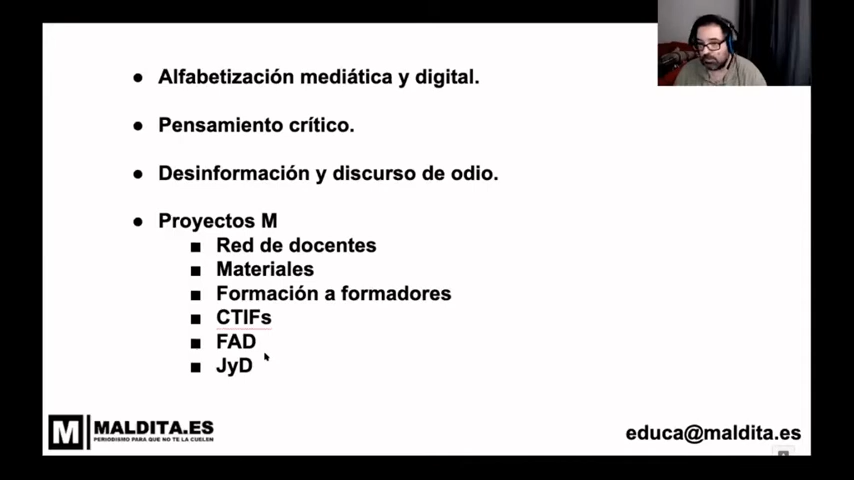 Alfabetización mediática y digital.
Pensamiento crítico.
Desinformación y discurso de odio.
Proyectos M
Red de docentes
Materiales
Formación a formadores
CTIFs
FAD
JyD
M MALDITA.ES
PERIODISMO PARA QUE NO TE LA CUELEN
educa@maldita.es